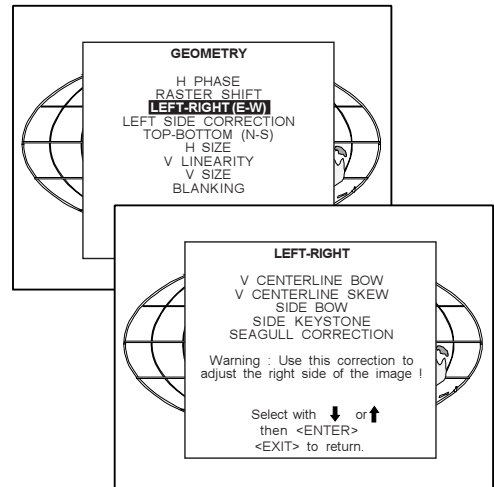 GEOMETRY
H PHASE
RASTER SHIFT
LEFT-RIGHT (E-W)
LEFT SIDE CORRECTION
TOP-BOTTOM (N-S)
H SIZE
V LINEARITY
V SIZE
BLANKING
LEFT-RIGHT
V CENTERLINE BOW
V CENTERLINE SKEW
SIDE BOW
SIDE KEYSTONE
SEAGULL CORRECTION
Warning : Use this correction to
adjust the right side of the image !
Select with ⬇ or ⬆
then <ENTER>
<EXIT> to return.